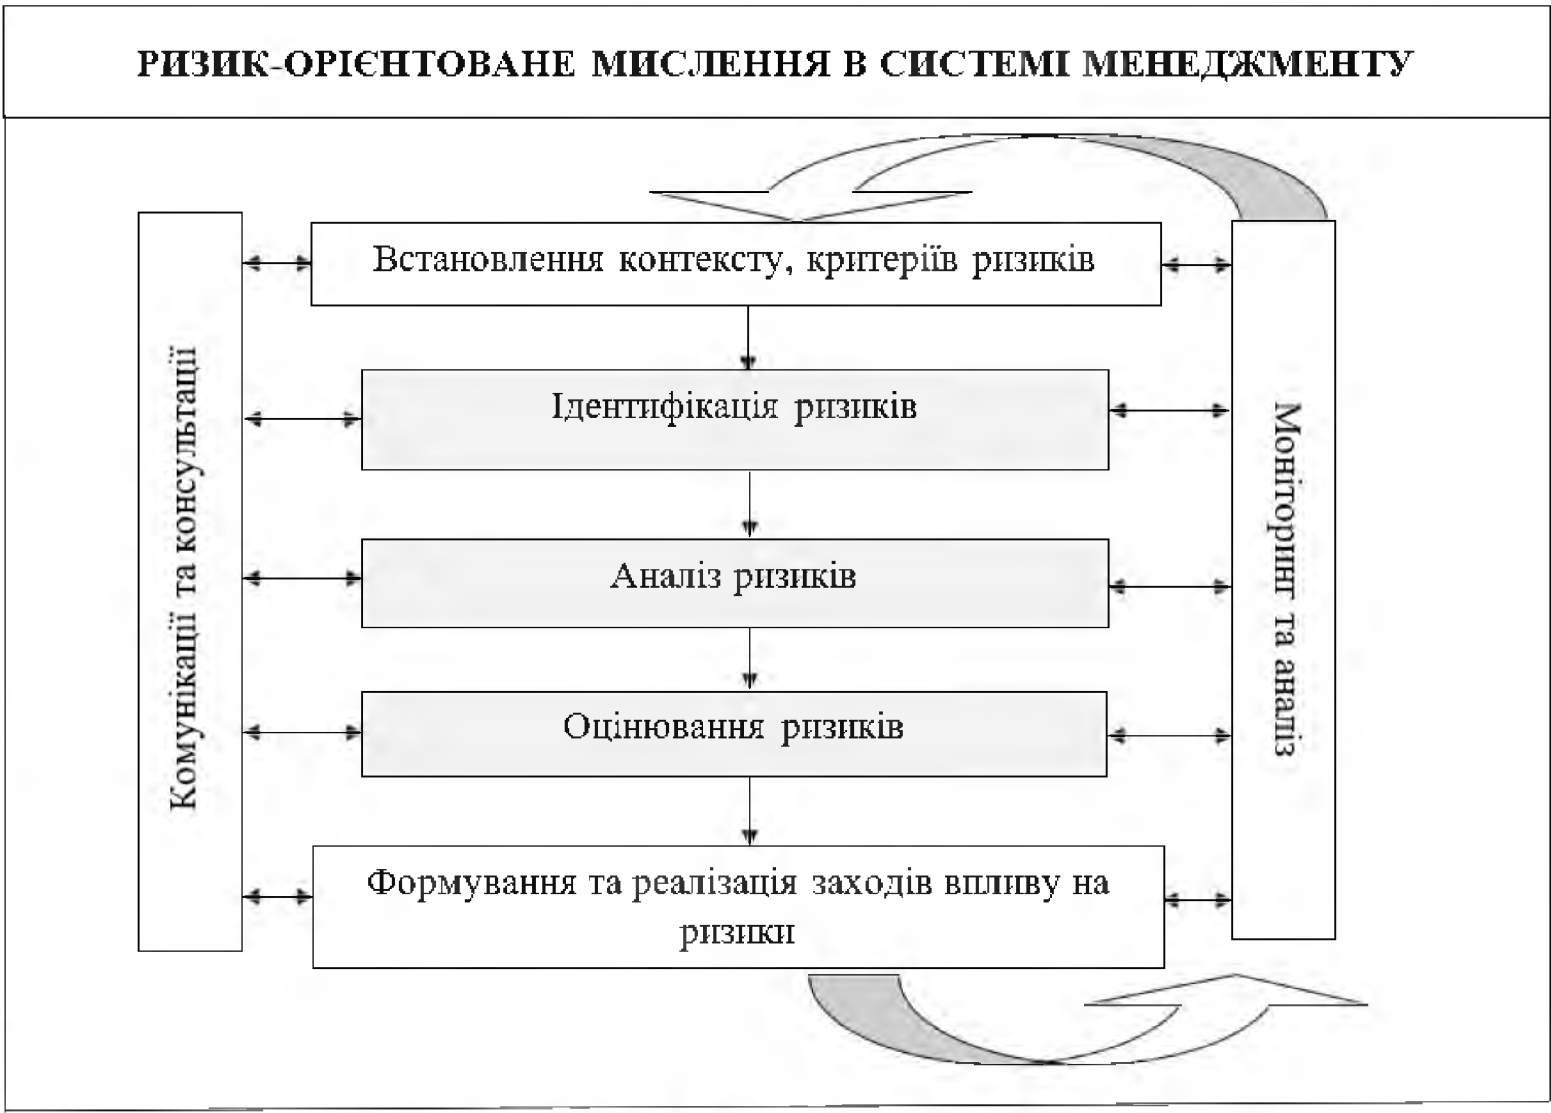 РИЗИК-ОРІЄНТОВАНЕ МИСЛЕННЯ В СИСТЕМІ МЕНЕДЖМЕНТУ
Встановлення контексту, критеріїв ризиків
Ідентифікація ризиків
Аналіз ризиків
Оцінювання ризиків
Формування та реалізація заходів впливу на
ризики
Комунікації та консультації
Моніторинг та аналіз